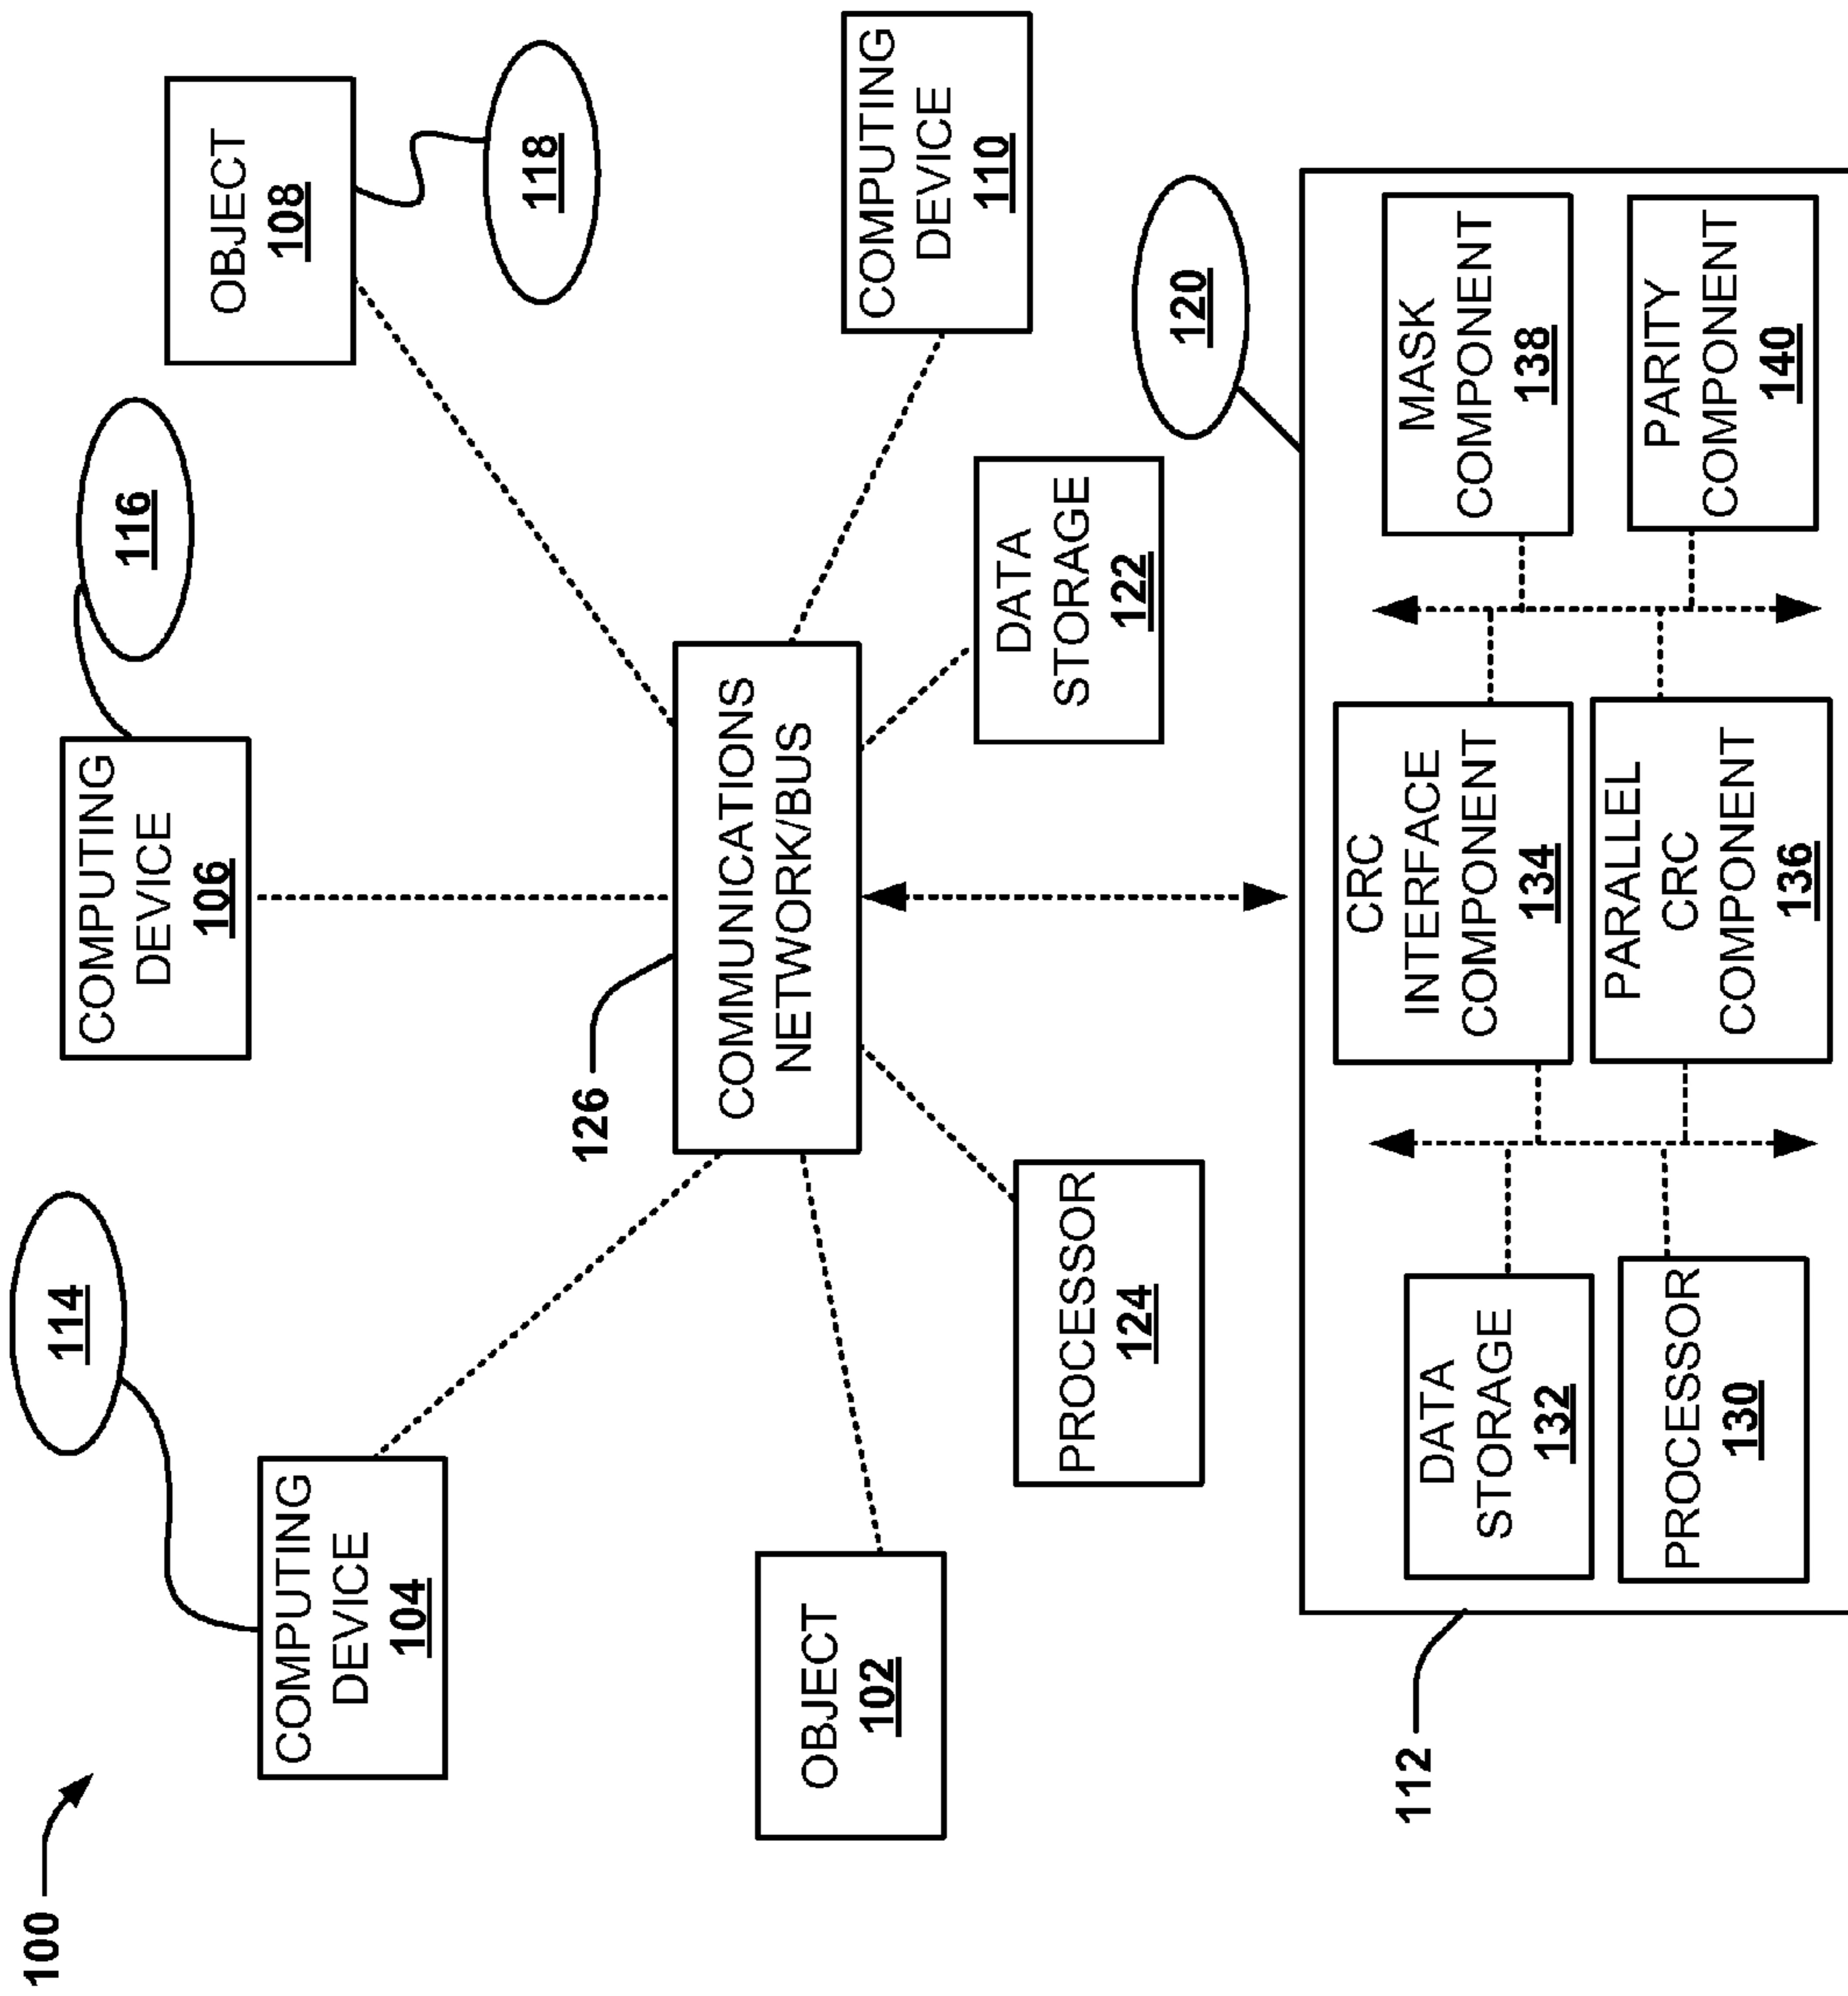 100
114
116
COMPUTING
DEVICE
104
COMPUTING
DEVICE
106
OBJECT
108
118
OBJECT
102
126
COMMUNICATIONS
NETWORK/BUS
COMPUTING
DEVICE
110
PROCESSOR
124
DATA
STORAGE
122
120
112
DATA
STORAGE
132
CRC
INTERFACE
COMPONENT
134
MASK
COMPONENT
138
PROCESSOR
130
PARALLEL
CRC
COMPONENT
136
PARITY
COMPONENT
140